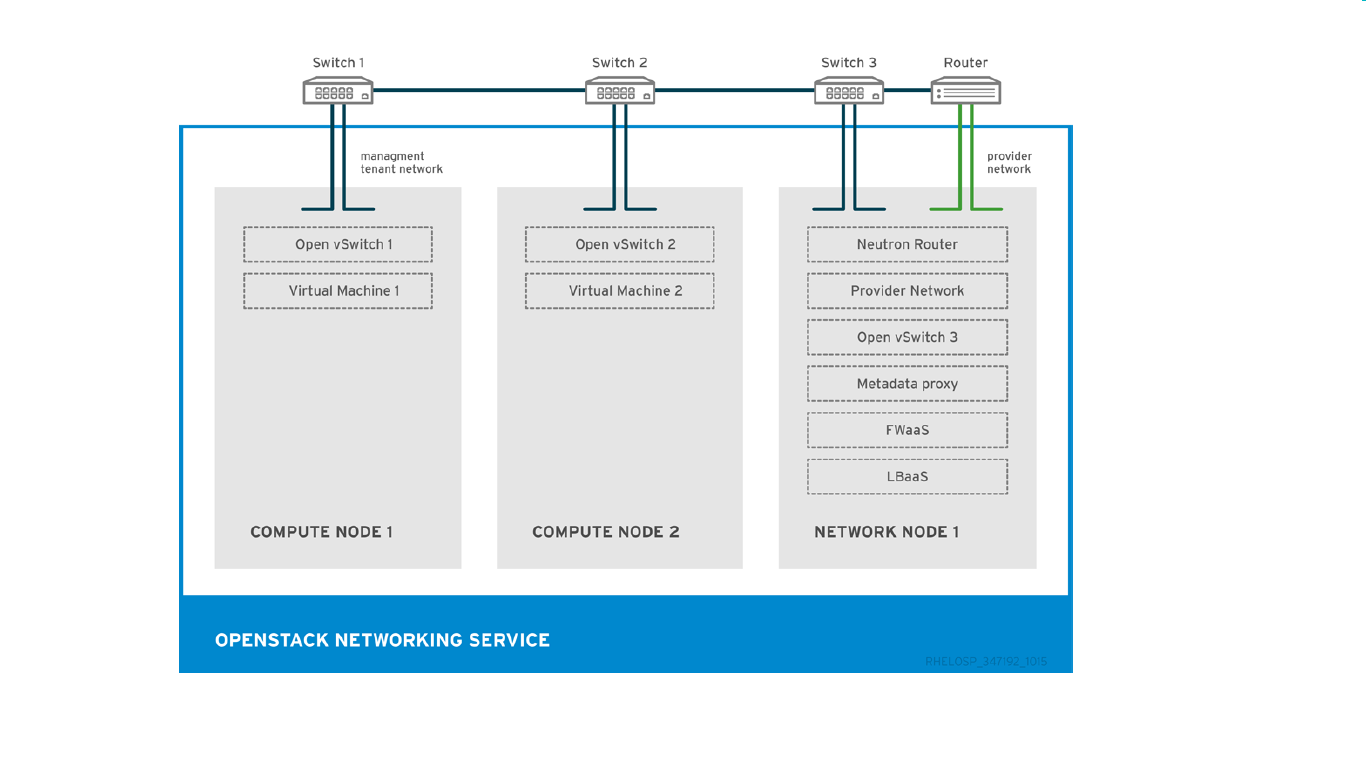 Switch 1
Switch 2
Switch 3
Router
managment
tenant network
provider
network
Open vSwitch 1
Virtual Machine 1
COMPUTE NODE 1
Open vSwitch 2
Virtual Machine 2
COMPUTE NODE 2
Neutron Router
Provider Network
Open vSwitch 3
Metadata proxy
FWaaS
LBaaS
NETWORK NODE 1
OPENSTACK NETWORKING SERVICE
RHELOSP_347192_1015